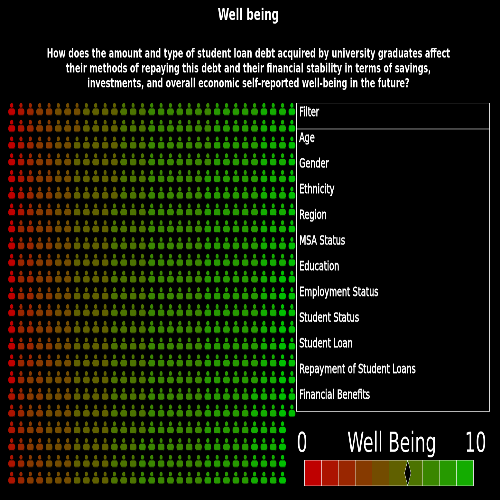 Well being
How does the amount and type of student loan debt acquired by university graduates affect
their methods of repaying this debt and their financial stability in terms of savings,
investments, and overall economic self-reported well-being in the future?
Filter
Age
Gender
Ethnicity
Region
MSA Status
Education
Employment Status
Student Status
Student Loan
Repayment of Student Loans
Financial Benefits
0 Well Being 10